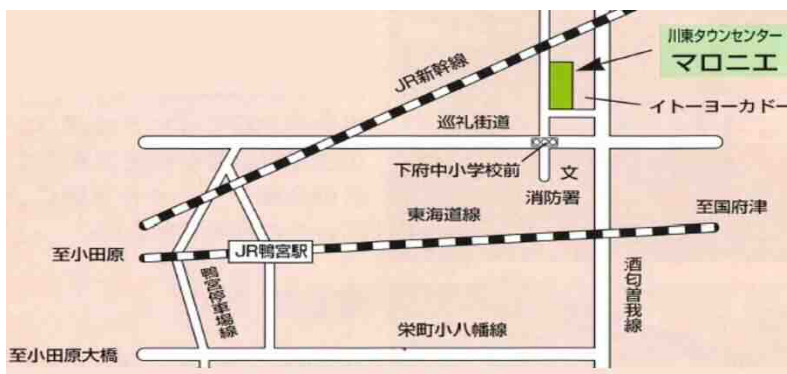 川東タウンセンター
マロニエ
JR新幹線
イトーヨーカドー
巡礼街道
下府中小学校前
文
消防署
東海道線
至国府津
至小田原
JR鴨宮駅
鴨宮停車場線
酒匂曽我線
栄町小八幡線
至小田原大橋